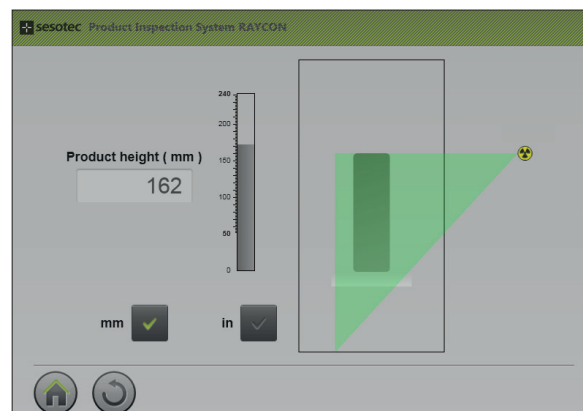 sesotec Product Inspection System RAYCON
240
200
Product height ( mm )
150
162
100
50
0
mm
in